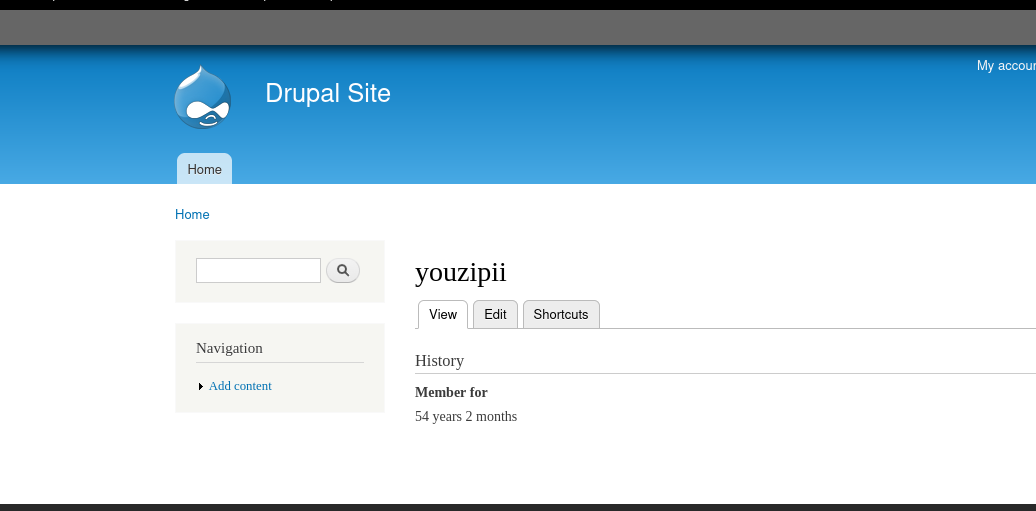 My accour
Drupal Site
Home
Home
youzipii
View Edit Shortcuts
Navigation
Add content
History
Member for
54 years 2 months